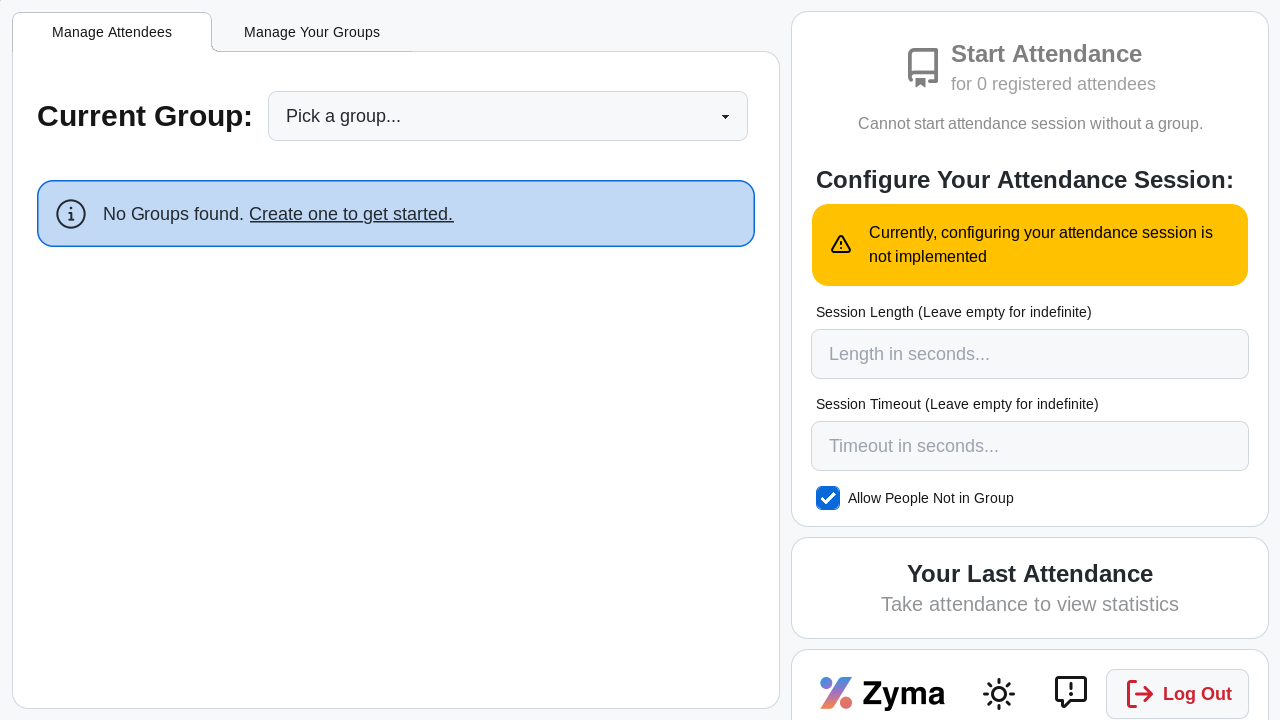 Manage Attendees
Manage Your Groups
Current Group:
Pick a group...
No Groups found. Create one to get started.
Start Attendance
for 0 registered attendees
Cannot start attendance session without a group.
Configure Your Attendance Session:
Currently, configuring your attendance session is
not implemented
Session Length (Leave empty for indefinite)
Length in seconds...
Session Timeout (Leave empty for indefinite)
Timeout in seconds...
Allow People Not in Group
Your Last Attendance
Take attendance to view statistics
Zyma
Log Out